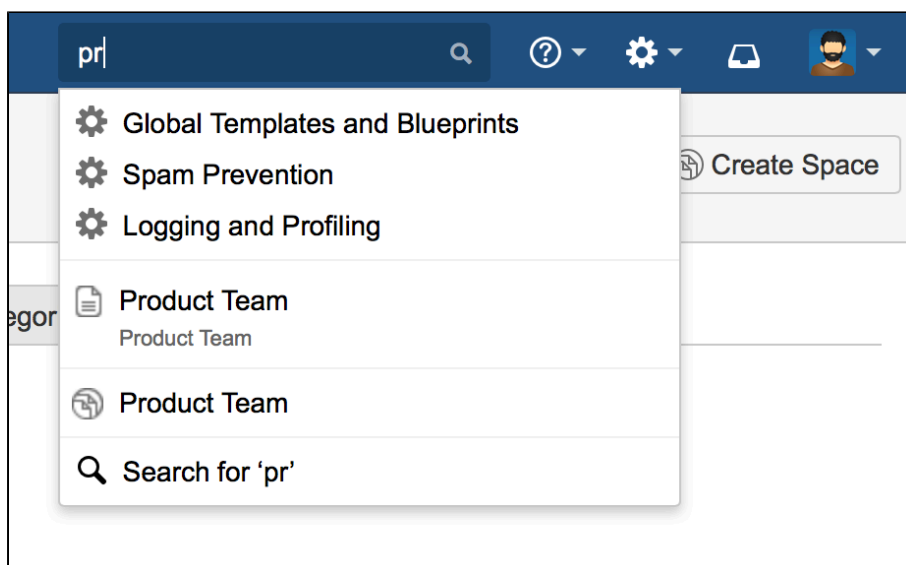 pr
Global Templates and Blueprints
Spam Prevention
Create Space
Logging and Profiling
Product Team
egor
Product Team
Product Team
Search for ‘pr’